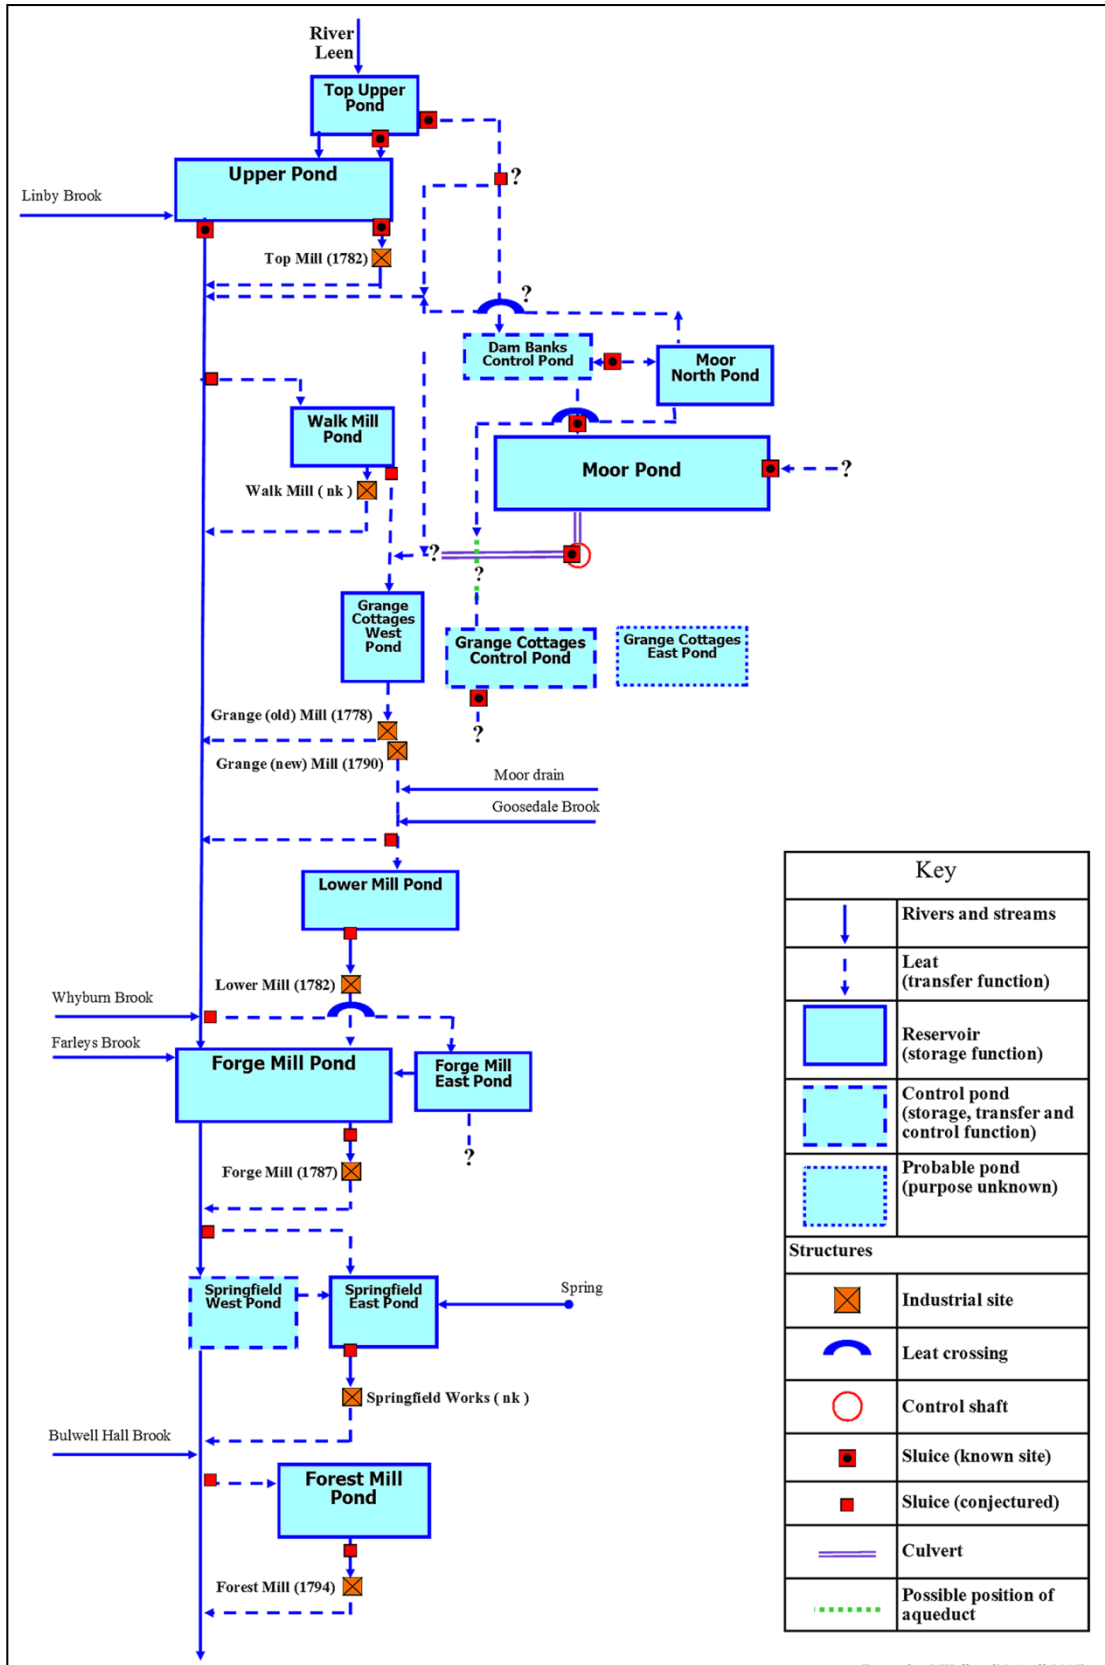 River
Leen
Top Upper
Pond
Upper Pond
?
Linby Brook
Top Mill (1782)
?
Dam Banks
Control Pond
Moor
North Pond
Walk Mill
Pond
Moor Pond
?
Walk Mill ( nk )
?
?
Grange
Cottages
West
Pond
Grange Cottages
Control Pond
Grange Cottages
East Pond
Grange (old) Mill (1778)
?
Grange (new) Mill (1790)
Moor drain
Goosedale Brook
Lower Mill Pond
Lower Mill (1782)
Whyburn Brook
Farleys Brook
Forge Mill Pond
Forge Mill
East Pond
?
Forge Mill (1787)
Springfield
West Pond
Springfield
East Pond
Spring
Springfield Works ( nk )
Bulwell Hall Brook
Forest Mill
Pond
Forest Mill (1794)
Key
Rivers and streams
Leat
(transfer function)
Reservoir
(storage function)
Control pond
(storage, transfer and
control function)
Probable pond
(purpose unknown)
Structures
Industrial site
Leat crossing
Control shaft
Sluice (known site)
Sluice (conjectured)
Culvert
Possible position of
aqueduct